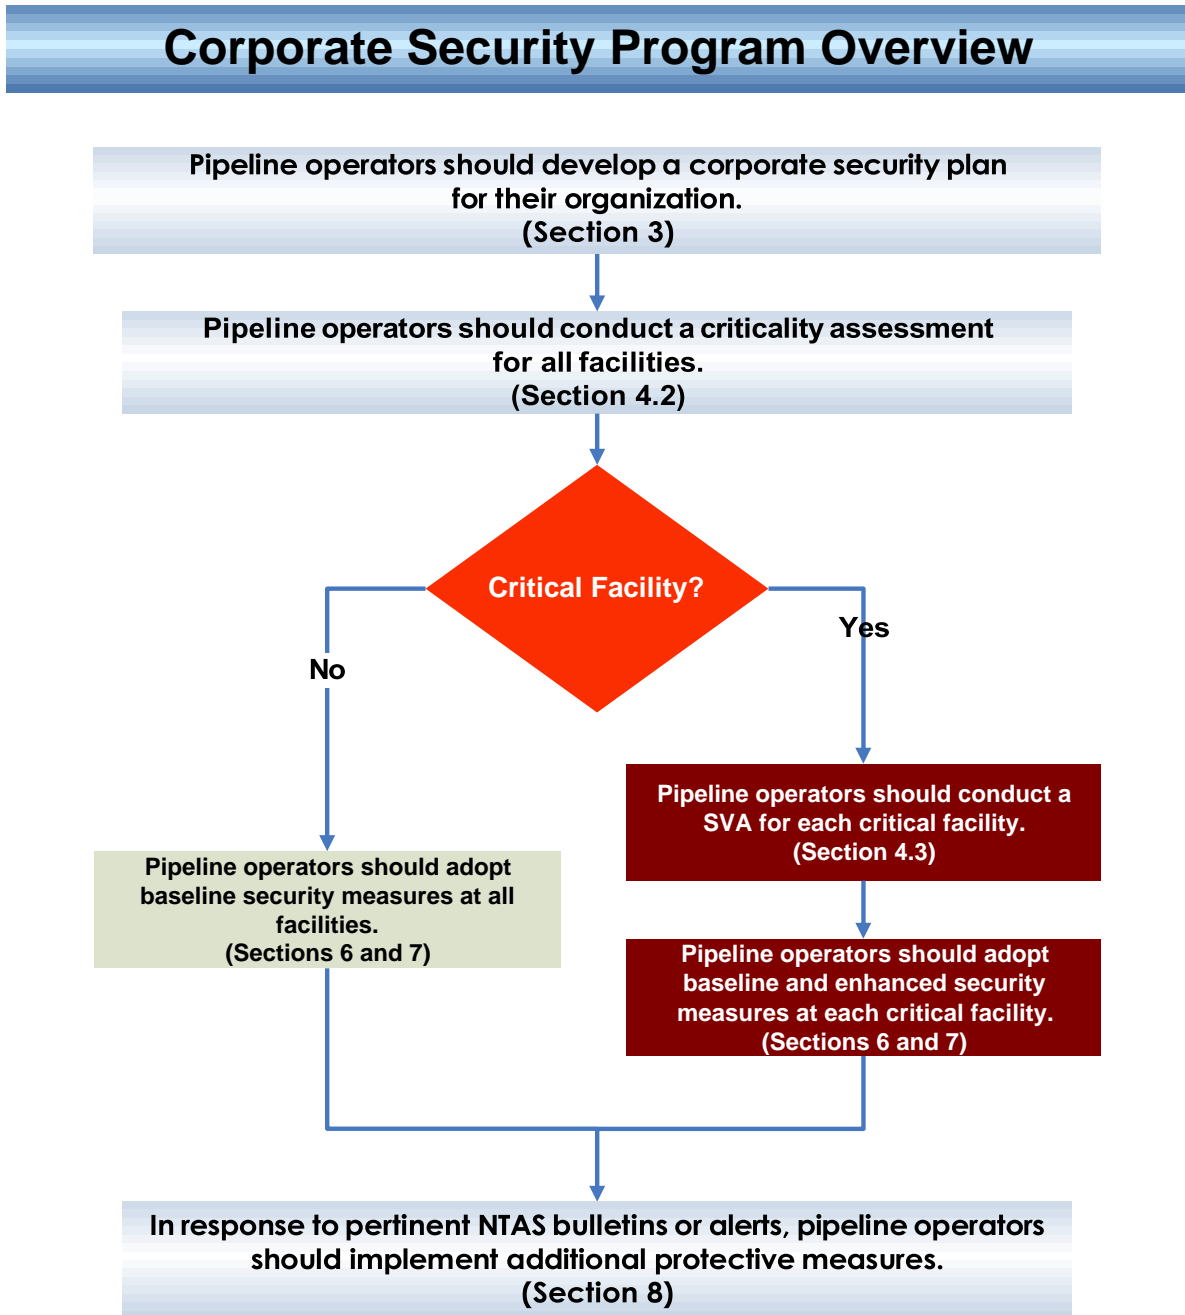 Corporate Security Program Overview
Pipeline operators should develop a corporate security plan
for their organization.
(Section 3)
Pipeline operators should conduct a criticality assessment
for all facilities.
(Section 4.2)
Critical Facility?
No
Yes
Pipeline operators should conduct a
SVA for each critical facility.
(Section 4.3)
Pipeline operators should adopt
baseline security measures at all
facilities.
(Sections 6 and 7)
Pipeline operators should adopt
baseline and enhanced security
measures at each critical facility.
(Sections 6 and 7)
In response to pertinent NTAS bulletins or alerts, pipeline operators
should implement additional protective measures.
(Section 8)